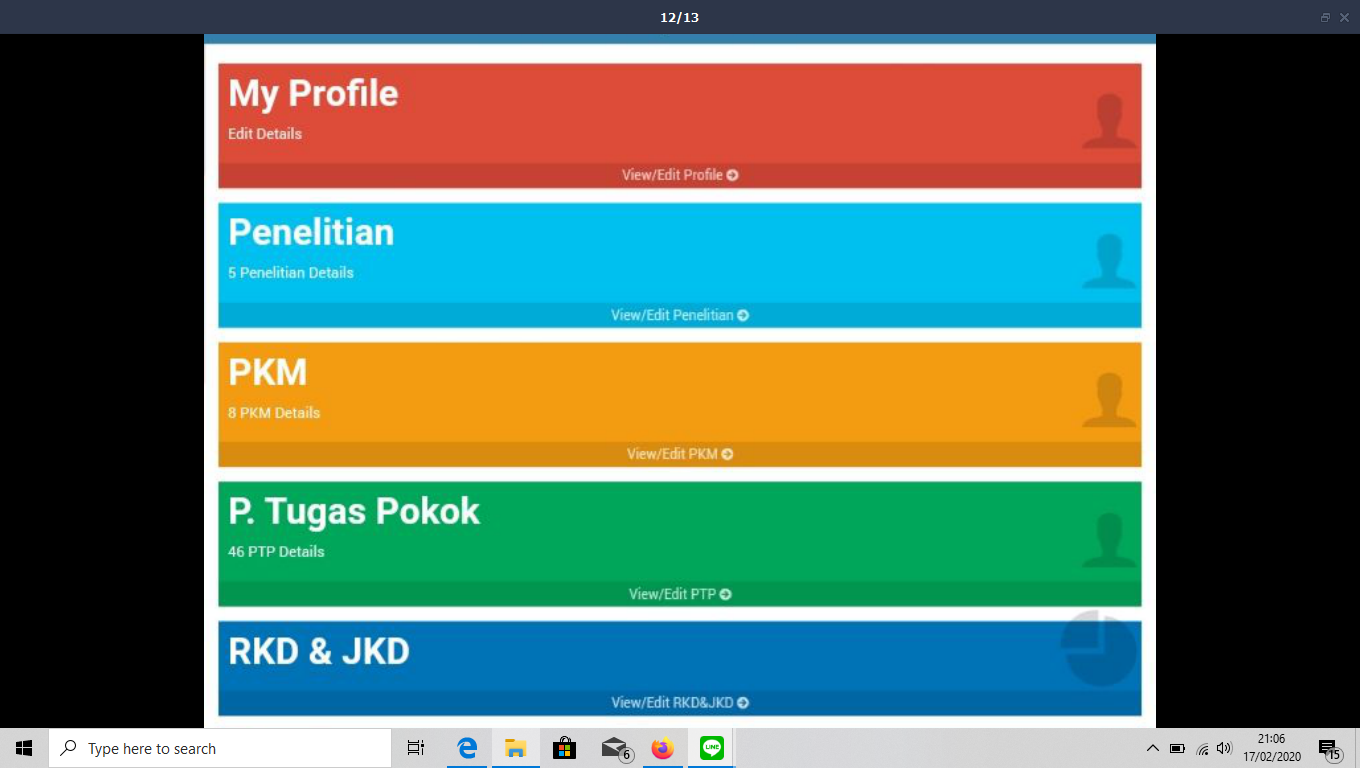 12/13
My Profile
Edit Details
View/Edit Profile
Penelitian
5 Penelitian Details
View/Edit Penelitian
PKM
8 PKM Details
View/Edit PKM
P. Tugas Pokok
46 PTP Details
View/Edit PTP
RKD & JKD
View/Edit RKD&JKD
Type here to search
6
LINE
21:06
17/02/2020
15